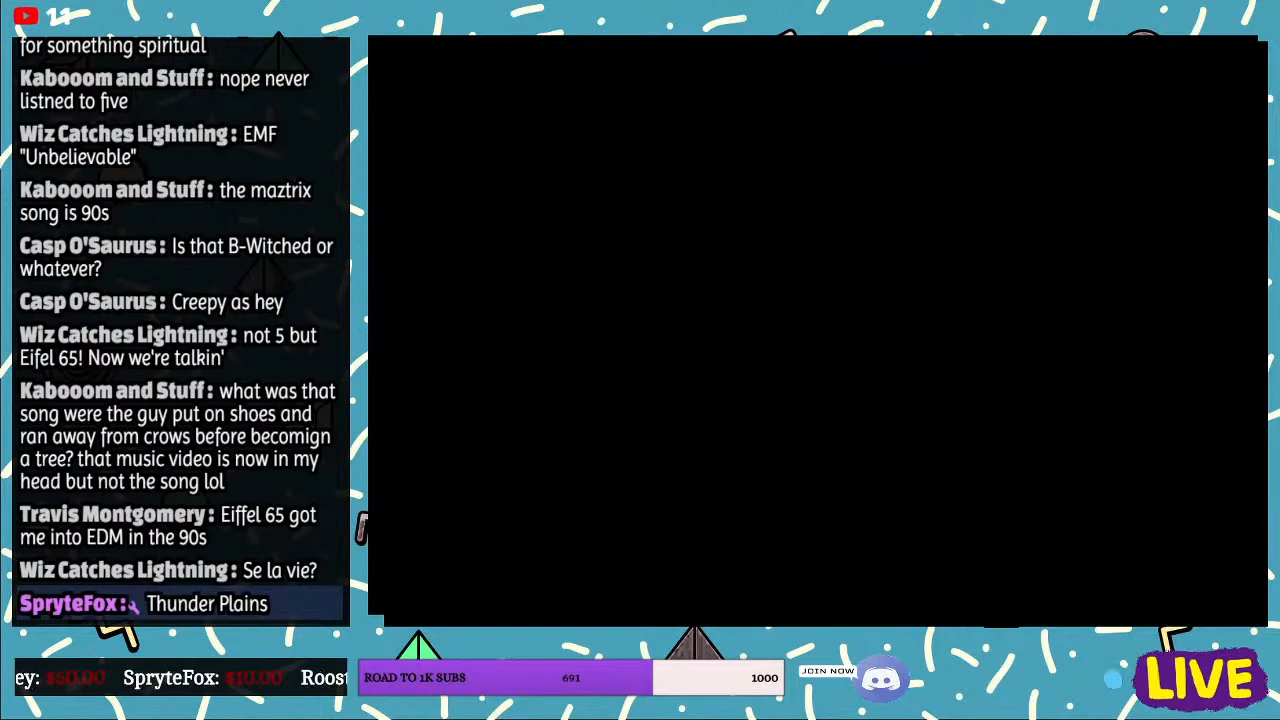 11
for something spiritual
Kabooom and Stuff: nope never
listned to five
Wiz Catches Lightning: EMF
"Unbelievable"
Kabooom and Stuff: the maztrix
song is 90s
Casp O'Saurus: Is that B-Witched or
whatever?
Casp O'Saurus: Creepy as hey
Wiz Catches Lightning: not 5 but
Eifel 65! Now we're talkin'
Kabooom and Stuff: what was that
song were the guy put on shoes and
ran away from crows before becomign
a tree? that music video is now in my
head but not the song lol
Travis Montgomery: Eiffel 65 got
me into EDM in the 90s
Wiz Catches Lightning: Se la vie?
SpryteFox: Thunder Plains
ey: $50.00 SpryteFox: $10.00 Roost
ROAD TO 1K SUBS 691 1000
JOIN NOW
LIVE